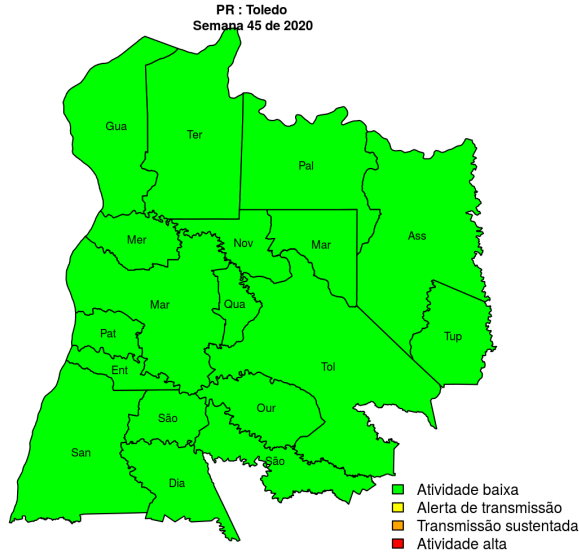 PR : Toledo
Semana 45 de 2020
Gua
Ter
Pal
Mer
Nov
Mar
Ass
Mar
Qua
Pat
Tup
Ent
Tol
Our
São
San
São
Dia
Atividade baixa
Alerta de transmissão
Transmissão sustentada
Atividade alta